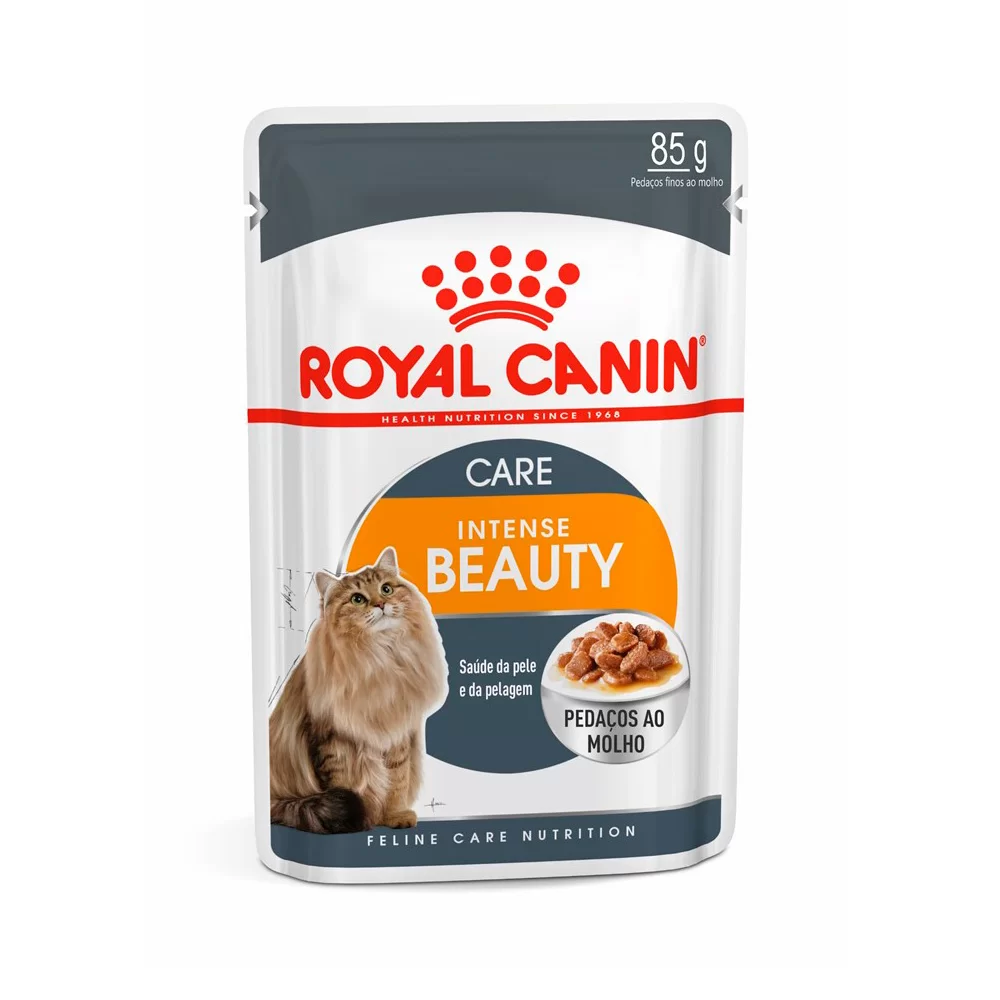 85 g
Pedaços finos ao molho
ROYAL CANIN®
HEALTH NUTRITION SINCE 1968
CARE
INTENSE
BEAUTY
Saúde da pele
e da pelagem
PEDAÇOS AO
MOLHO
FELINE CARE NUTRITION